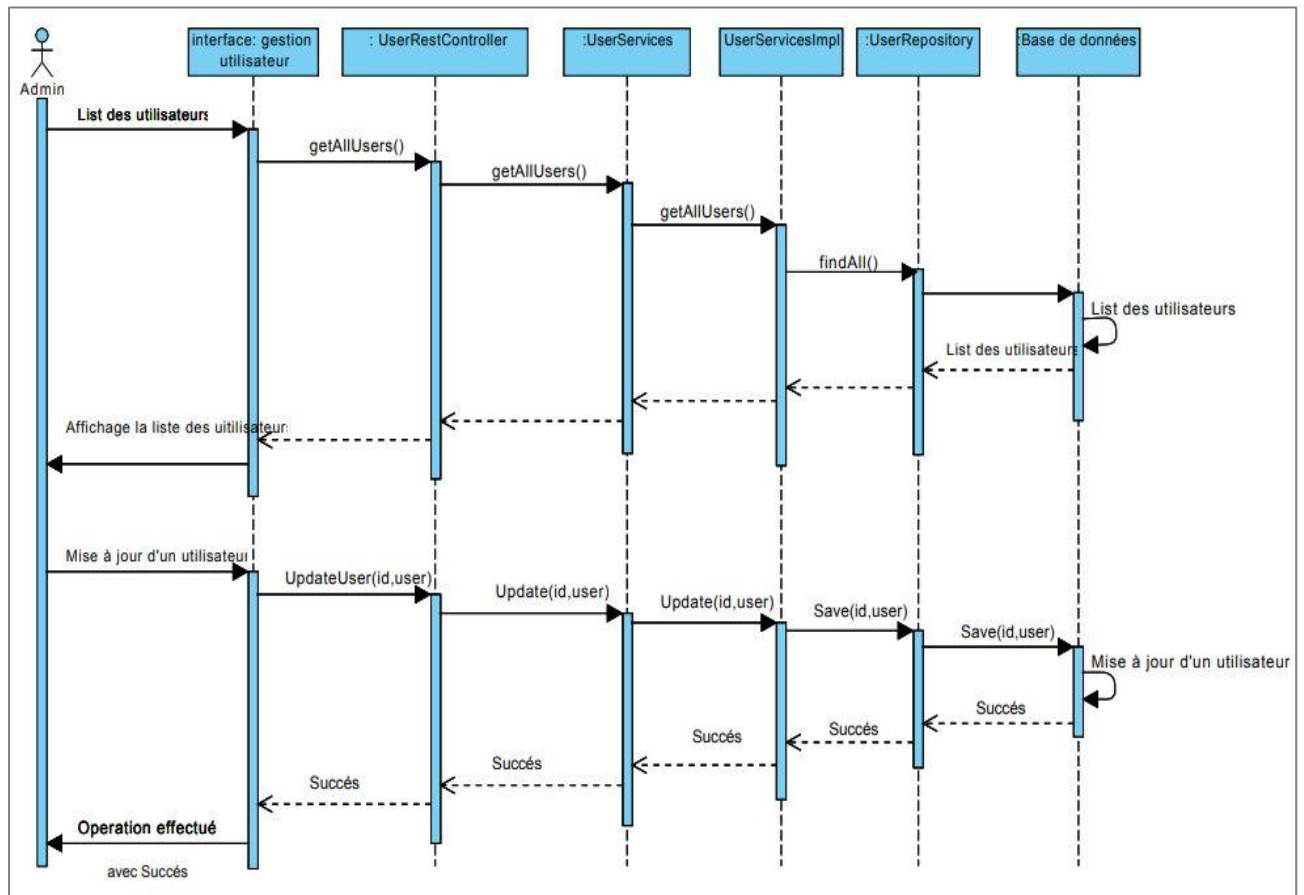 interface: gestion
utilisateur
: UserRestController
:UserServices
UserServicesImpl
:UserRepository
:Base de données
Admin
List des utilisateurs
getAllUsers()
getAllUsers()
getAllUsers()
findAll()
List des utilisateurs
List des utilisateurs
Affichage la liste des uitilisateur
Mise à jour d'un utilisateur
UpdateUser(id,user)
Update(id,user)
Update(id,user)
Save(id,user)
Save(id,user)
Mise à jour d'un utilisateur
Succés
Succés
Succés
Succés
Succés
Operation effectué
avec Succés